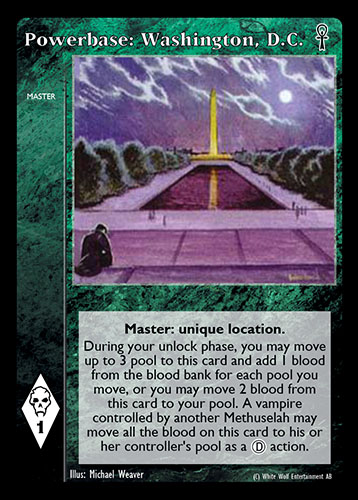 Powerbase: Washington, D.C.
MASTER
Master: unique location.
During your unlock phase, you may move
up to 3 pool to this card and add 1 blood
from the blood bank for each pool you
move, or you may move 2 blood from
this card to your pool. A vampire
controlled by another Methuselah may
move all the blood on this card to his or
her controller's pool as a Ⓓ action.
1
Illus: Michael Weaver
(C) White Wolf Entertainment AB